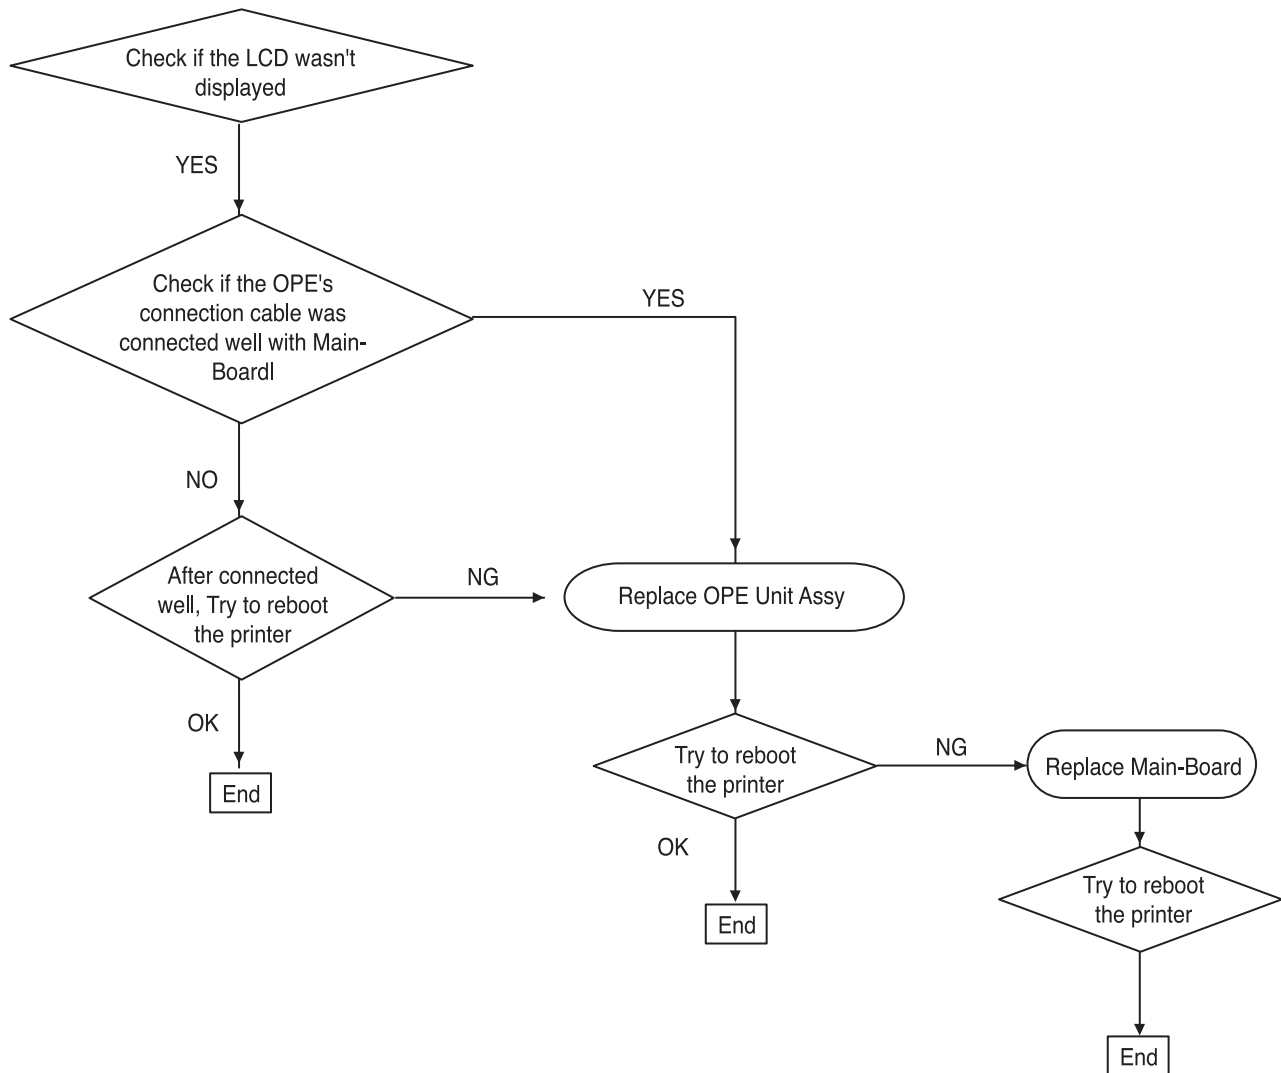 Check if the LCD wasn't
displayed
YES
Check if the OPE's
connection cable was
connected well with Main-
Boardl
YES
NO
After connected
well, Try to reboot
the printer
NG
Replace OPE Unit Assy
OK
End
Try to reboot
the printer
NG
Replace Main-Board
OK
End
Try to reboot
the printer
End